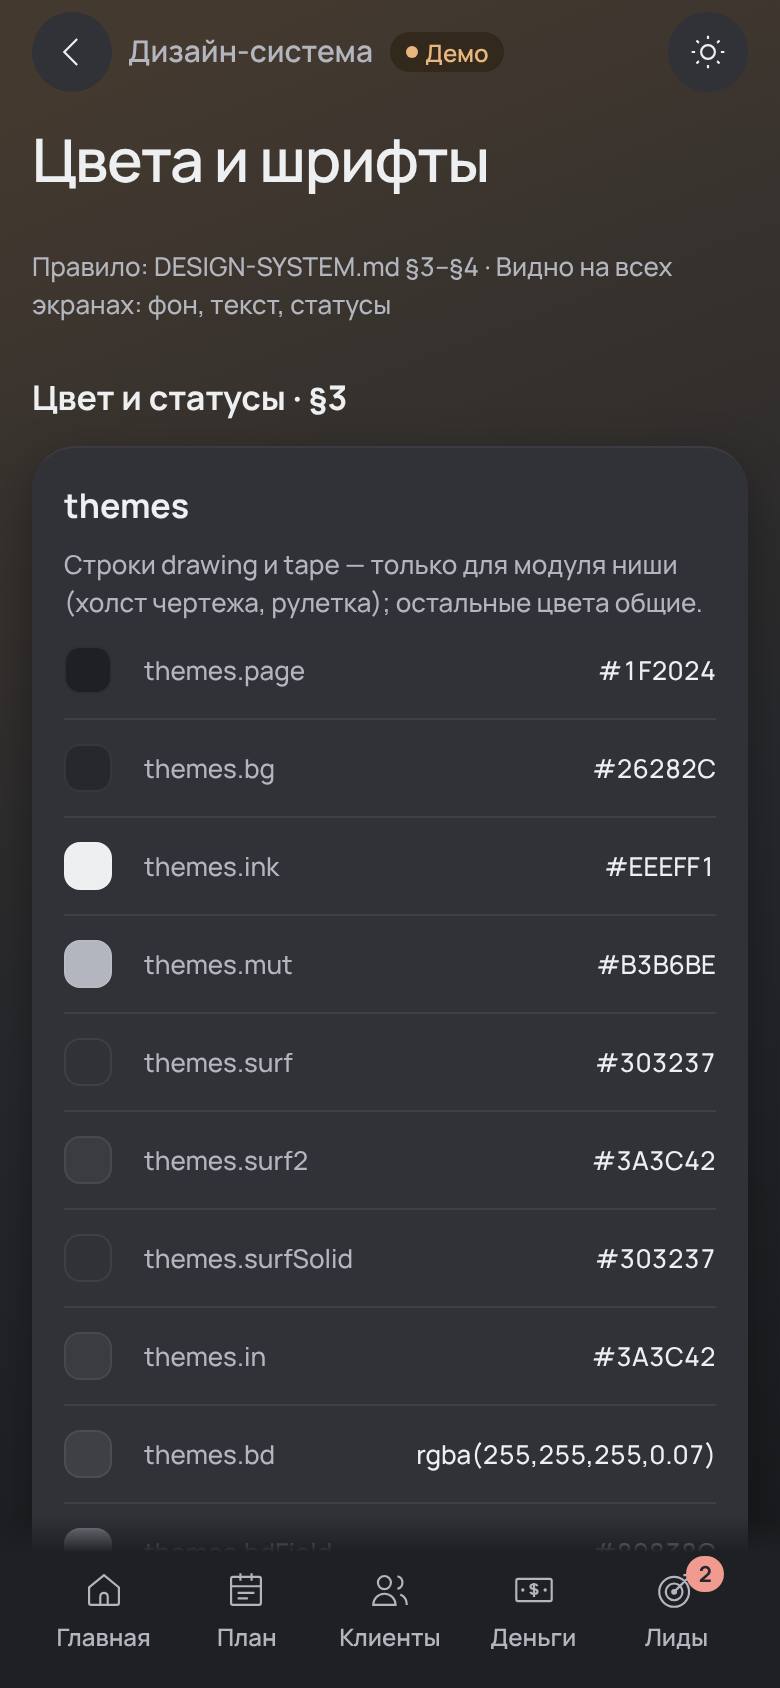 Дизайн-система
Демо
Цвета и шрифты
Правило: DESIGN-SYSTEM.md §3–§4 · Видно на всех
экранах: фон, текст, статусы
Цвет и статусы · §3
themes
Строки drawing и tape — только для модуля ниши
(холст чертежа, рулетка); остальные цвета общие.
themes.page #1F2024
themes.bg #26282C
themes.ink #EEEFF1
themes.mut #B3B6BE
themes.surf #303237
themes.surf2 #3A3C42
themes.surfSolid #303237
themes.in #3A3C42
themes.bd rgba(255,255,255,0.07)
themes.bdField
2
Главная План Клиенты Деньги Лиды